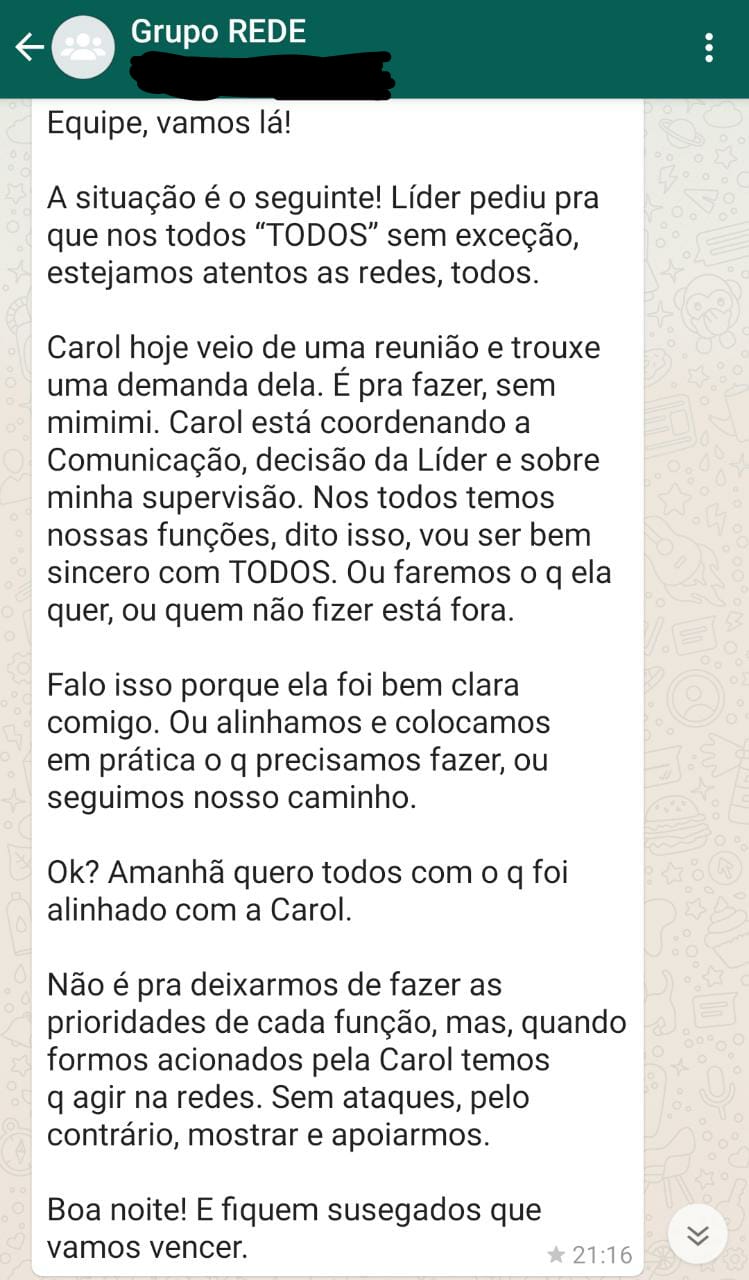 Grupo REDE
Equipe, vamos lá!
A situação é o seguinte! Líder pediu pra
que nos todos “TODOS” sem exceção,
estejamos atentos as redes, todos.
Carol hoje veio de uma reunião e trouxe
uma demanda dela. É pra fazer, sem
mimimi. Carol está coordenando a
Comunicação, decisão da Líder e sobre
minha supervisão. Nos todos temos
nossas funções, dito isso, vou ser bem
sincero com TODOS. Ou faremos o q ela
quer, ou quem não fizer está fora.
Falo isso porque ela foi bem clara
comigo. Ou alinhamos e colocamos
em prática o q precisamos fazer, ou
seguimos nosso caminho.
Ok? Amanhã quero todos com o q foi
alinhado com a Carol.
Não é pra deixarmos de fazer as
prioridades de cada função, mas, quando
formos acionados pela Carol temos
q agir na redes. Sem ataques, pelo
contrário, mostrar e apoiarmos.
Boa noite! E fiquem susegados que
vamos vencer.
21:16